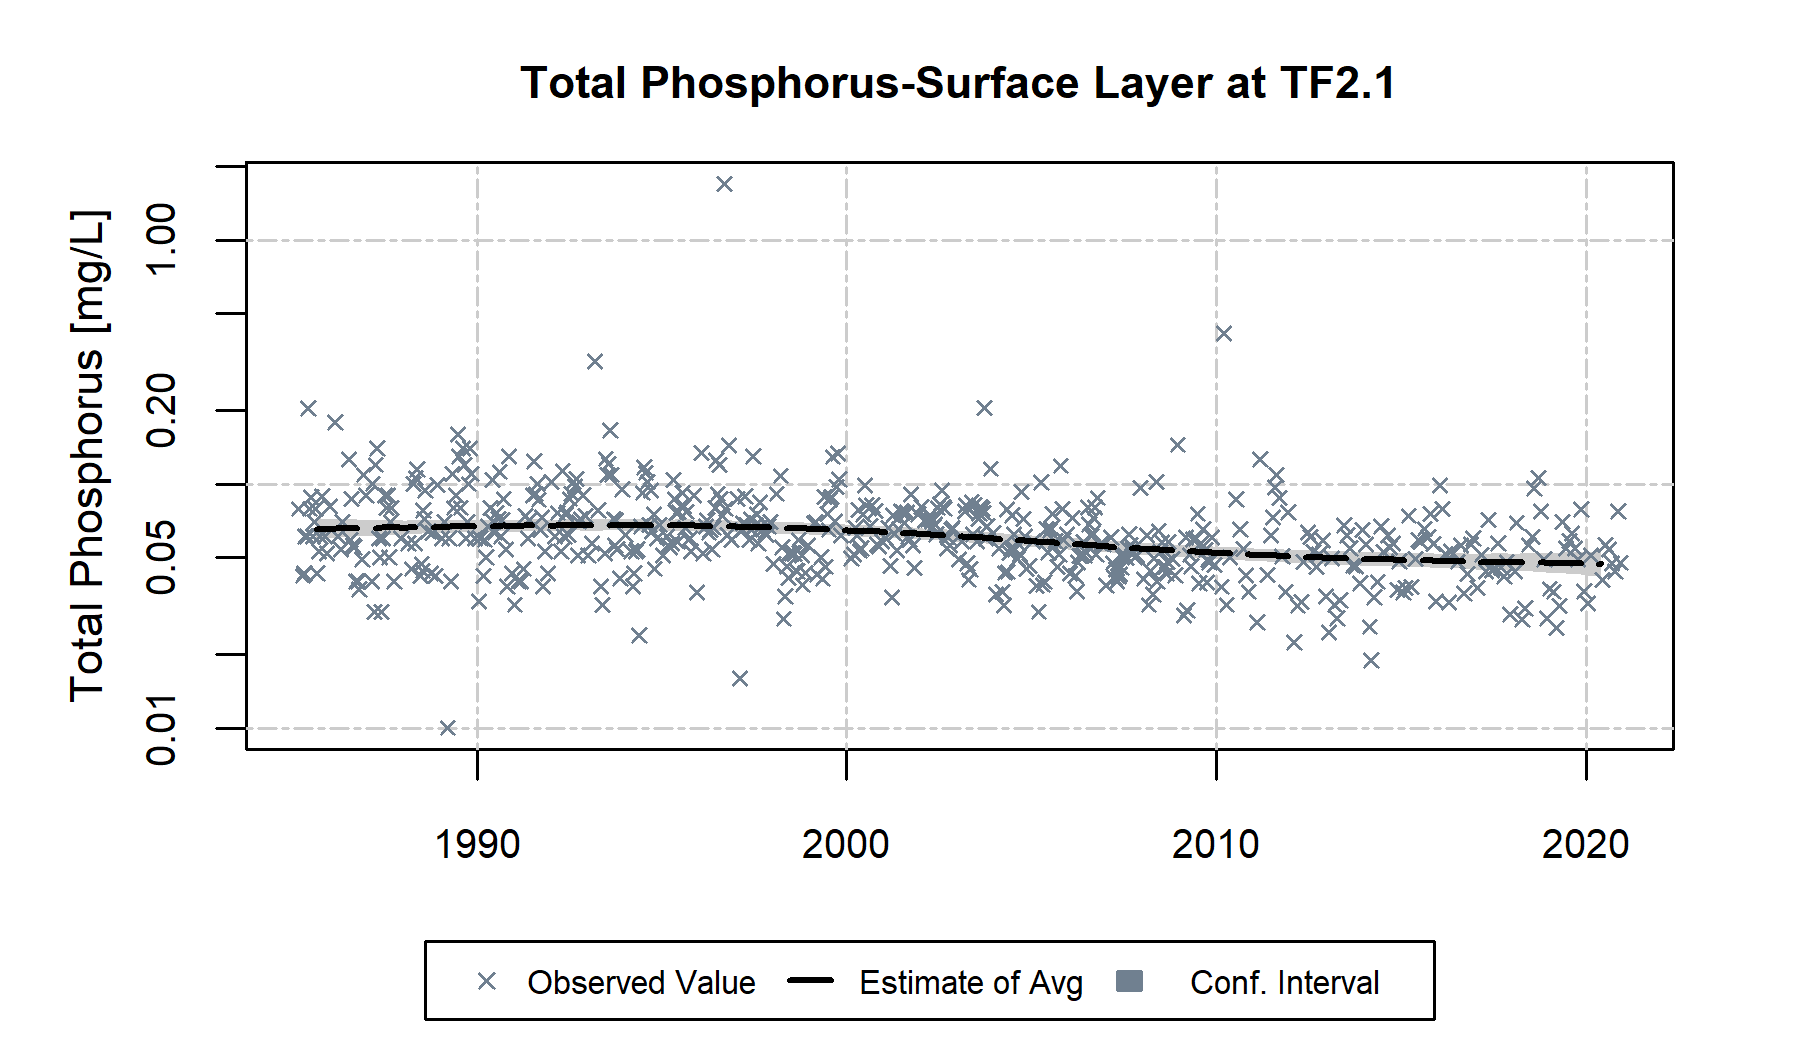 Total Phosphorus-Surface Layer at TF2.1
Total Phosphorus [mg/L]
1.00
0.20
0.05
0.01
1990 2000 2010 2020
Observed Value Estimate of Avg Conf. Interval